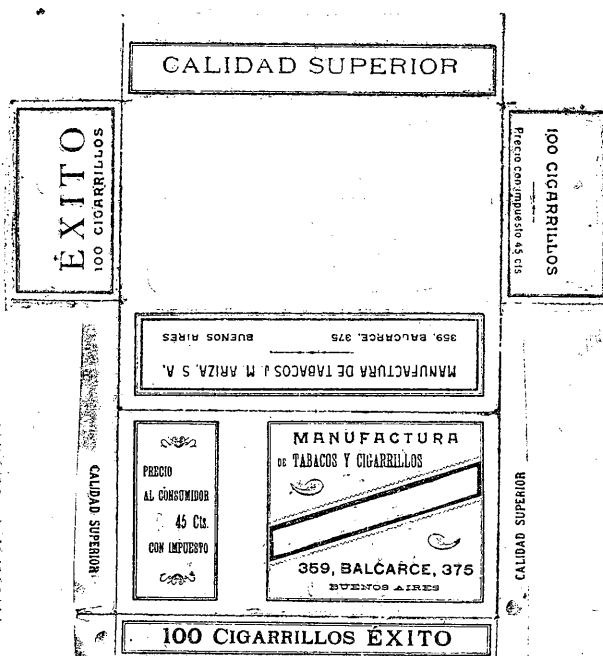 CALIDAD SUPERIOR
ÉXITO
100 CIGARRILLOS
100 CIGARRILLOS
Precio con impuesto 45 cts
MANUFACTURA DE TABACOS J. M. ARIZA, S. A.
359, BALCARCE, 375 BUENOS AIRES
CALIDAD SUPERIOR
PRECIO
AL CONSUMIDOR
45 Cts.
CON IMPUESTO
MANUFACTURA
DE TABACOS Y CIGARRILLOS
359, BALCARCE, 375
BUENOS AIRES
CALIDAD SUPERIOR
100 CIGARRILLOS ÉXITO